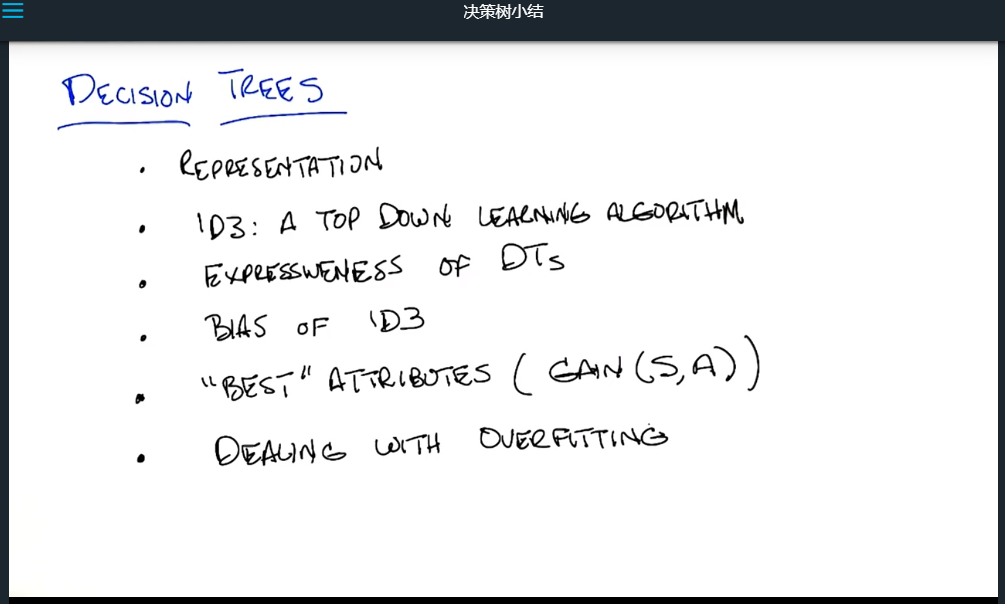 决策树小结
DECISION TREES
• REPRESENTATION
• ID3: A TOP DOWN LEARNING ALGORITHM
• EXPRESSIVENESS OF DTs
• BIAS OF ID3
• "BEST" ATTRIBUTES (GAIN(S,A))
• DEALING WITH OVERFITTING